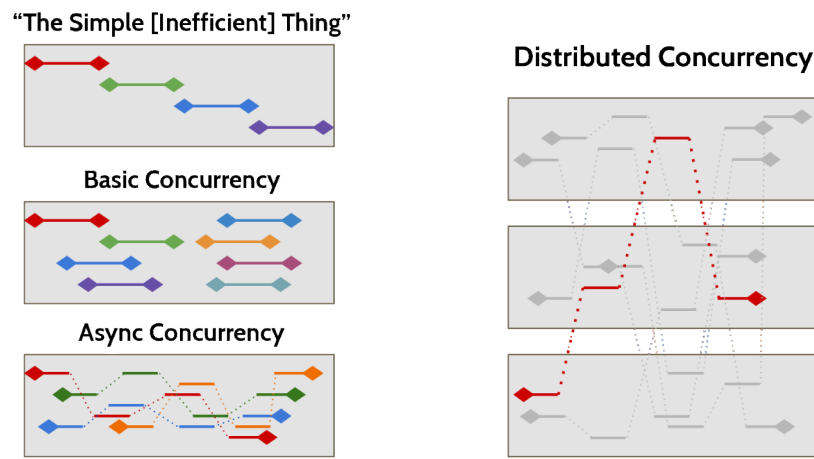 “The Simple [Inefficient] Thing”
Basic Concurrency
Async Concurrency
Distributed Concurrency